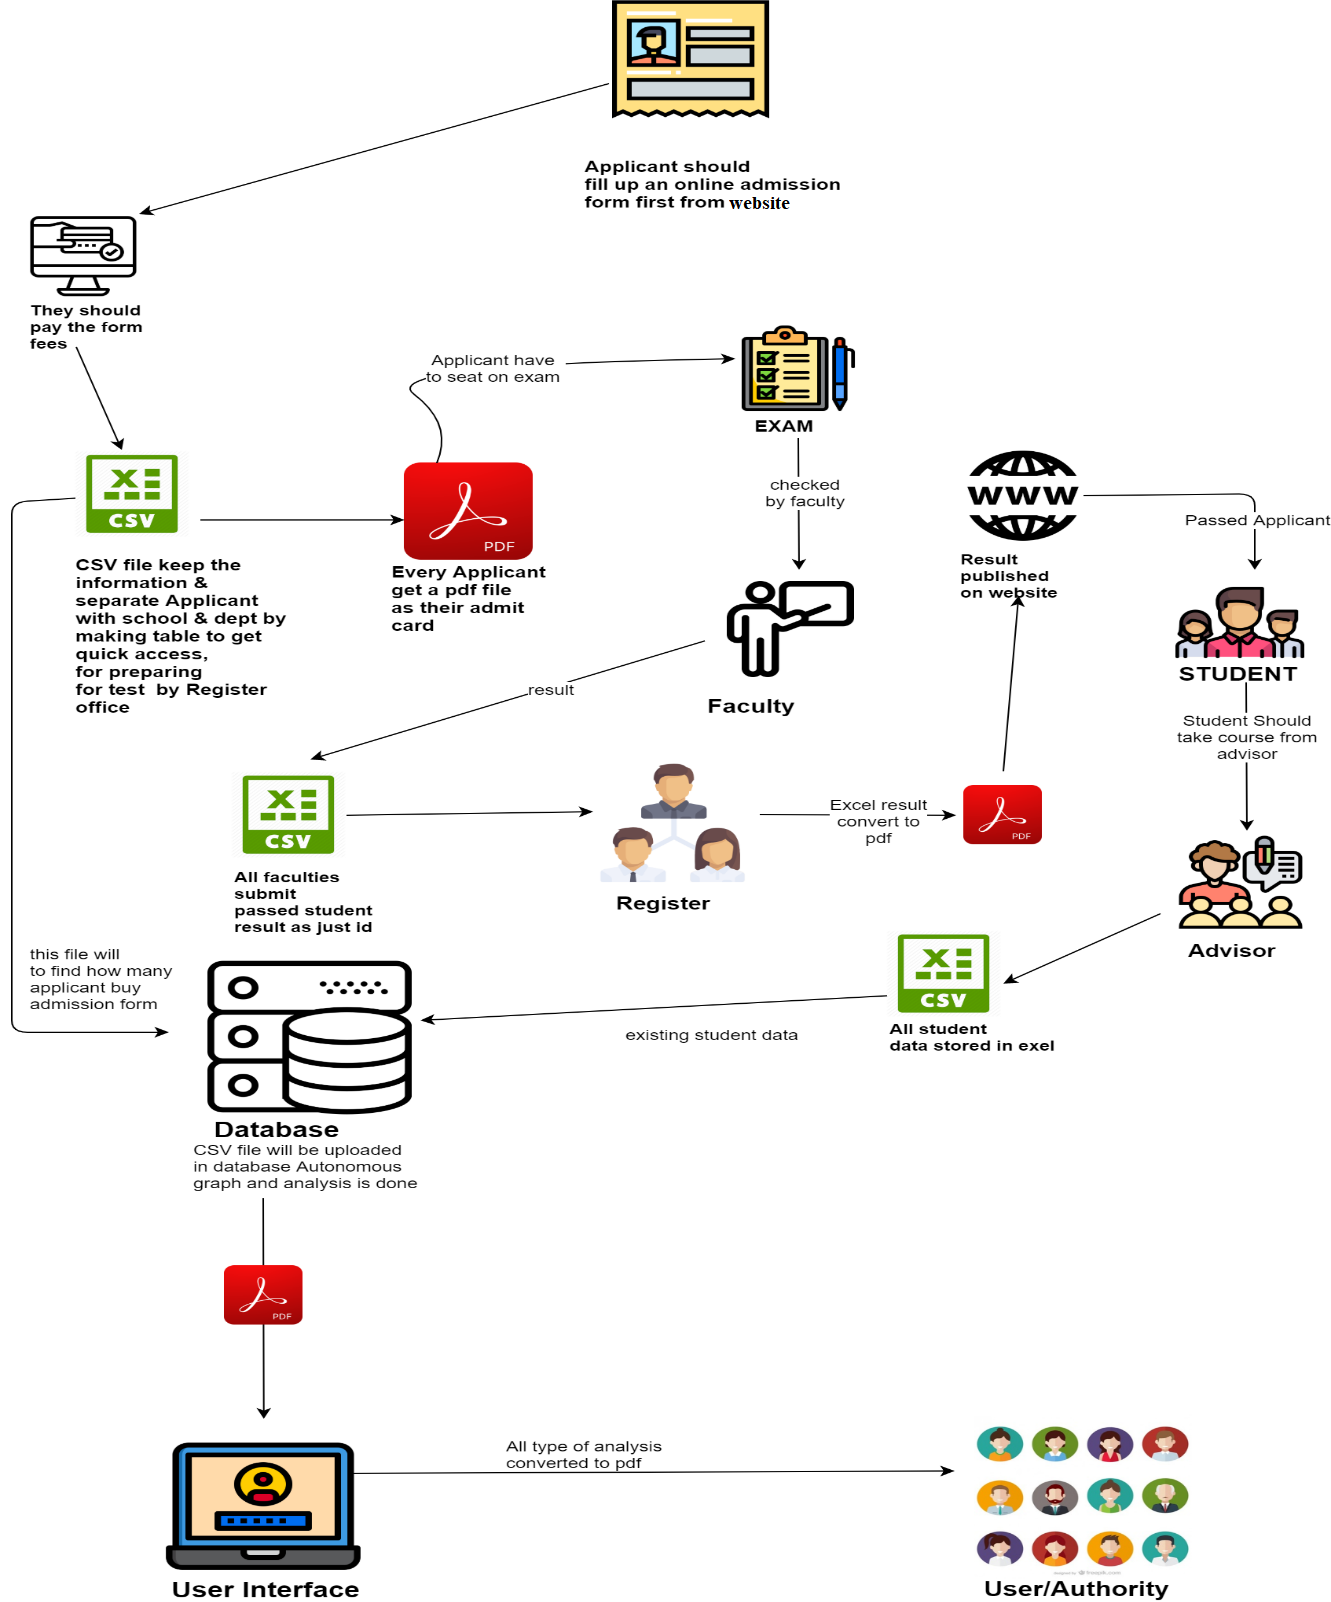 Applicant should
fill up an online admission
form first from website
They should
pay the form
fees
Applicant have
to seat on exam
EXAM
checked
by faculty
CSV
CSV file keep the
information &
separate Applicant
with school & dept by
making table to get
quick access,
for preparing
for test by Register
office
PDF
Every Applicant
get a pdf file
as their admit
card
www
Result
published
on website
Passed Applicant
STUDENT
Student Should
take course from
advisor
Faculty
result
CSV
All faculties
submit
passed student
result as just id
Register
Excel result
convert to
pdf
PDF
Advisor
CSV
All student
data stored in exel
existing student data
this file will
to find how many
applicant buy
admission form
Database
CSV file will be uploaded
in database Autonomous
graph and analysis is done
PDF
User Interface
All type of analysis
converted to pdf
designed by freepik.com
User/Authority